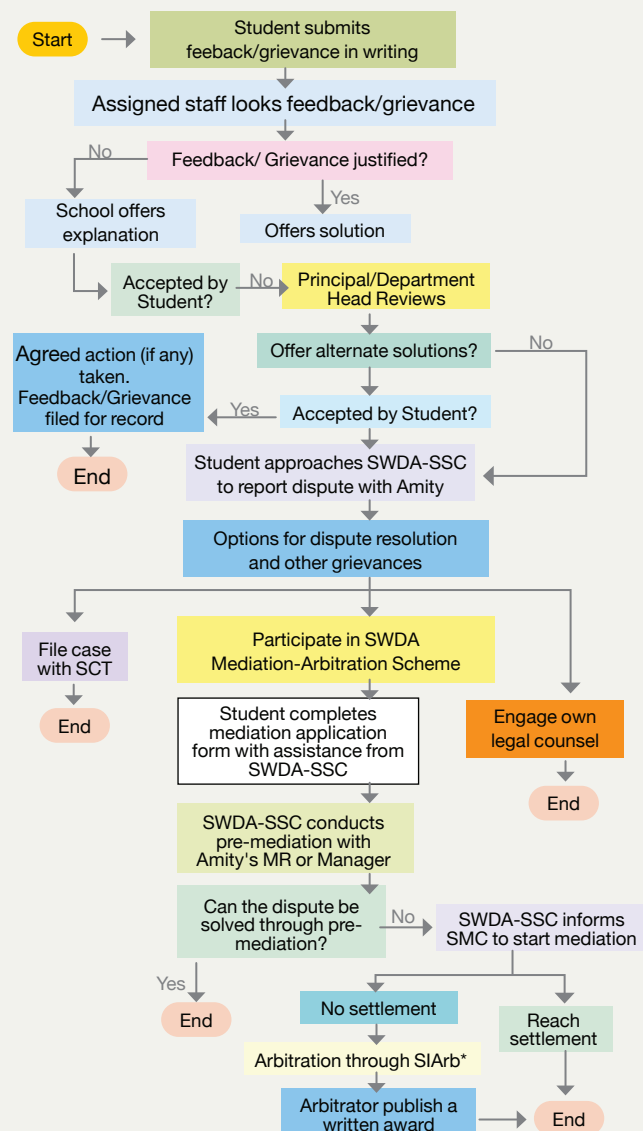 Start
Student submits
feeback/grievance in writing
Assigned staff looks feedback/grievance
No
Feedback/ Grievance justified?
Yes
School offers
explanation
Offers solution
Accepted by
Student?
No
Principal/Department
Head Reviews
Agreed action (if any)
taken.
Feedback/Grievance
filed for record
Offer alternate solutions?
No
Yes
Accepted by Student?
End
Student approaches SWDA-SSC
to report dispute with Amity
Options for dispute resolution
and other grievances
File case
with SCT
End
Participate in SWDA
Mediation-Arbitration Scheme
Engage own
legal counsel
End
Student completes
mediation application
form with assistance from
SWDA-SSC
SWDA-SSC conducts
pre-mediation with
Amity's MR or Manager
Can the dispute be
solved through pre-
mediation?
No
SWDA-SSC informs
SMC to start mediation
Yes
End
No settlement
Reach
settlement
Arbitration through SIArb*
Arbitrator publish a
written award
End